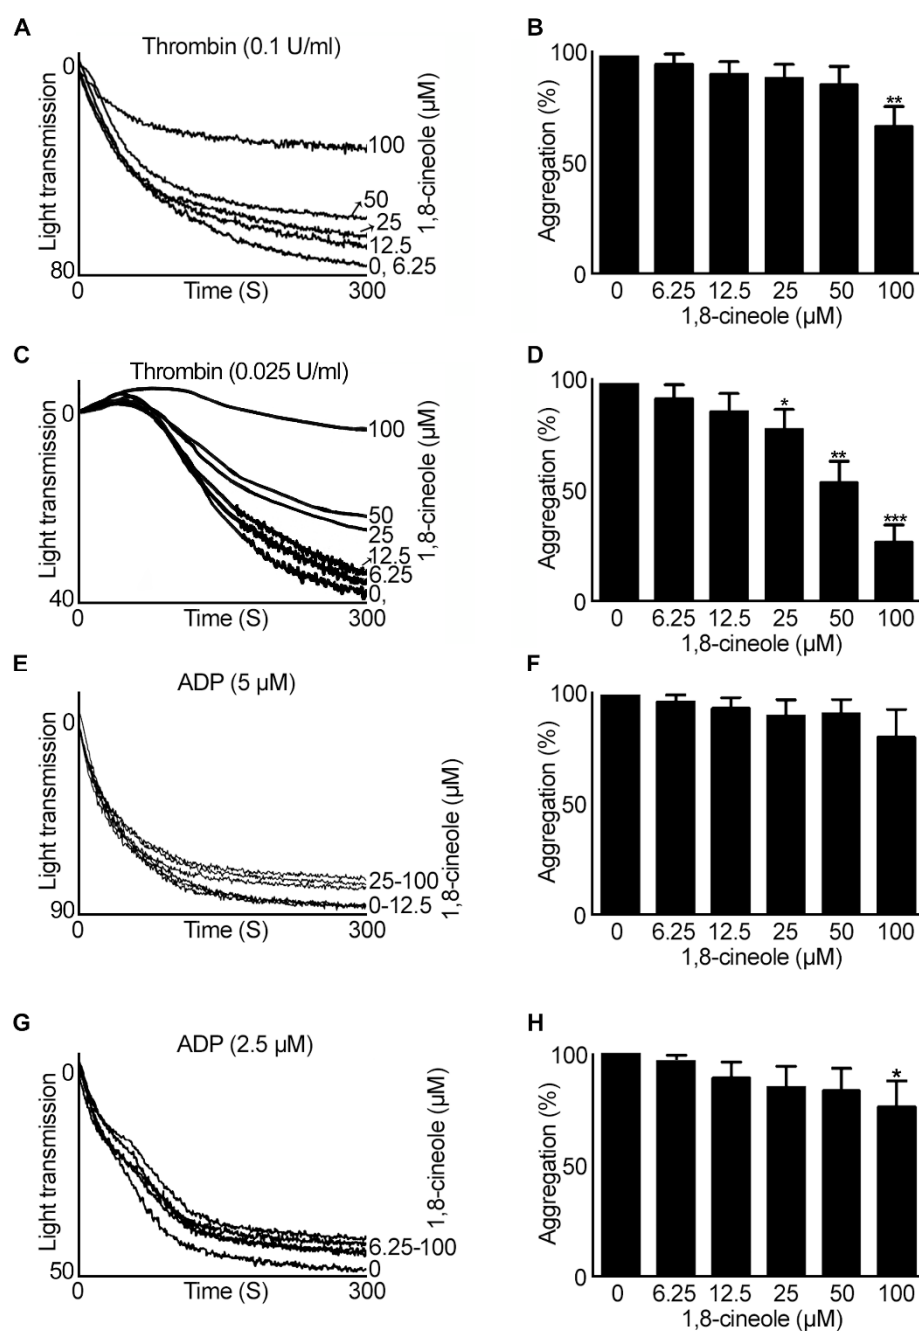 A
Thrombin (0.1 U/ml)
0
80
Light transmission
0
Time (S)
300
100
50
25
12.5
0, 6.25
1,8-cineole (μM)
B
100
50
0
Aggregation (%)
**
0 6.25 12.5 25 50 100
1,8-cineole (μM)
C
Thrombin (0.025 U/ml)
0
40
Light transmission
0
Time (S)
300
100
50
25
12.5
6.25
0,
1,8-cineole (μM)
D
100
50
0
Aggregation (%)
*
**
***
0 6.25 12.5 25 50 100
1,8-cineole (μM)
E
ADP (5 μM)
0
90
Light transmission
0
Time (S)
300
25-100
0-12.5
1,8-cineole (μM)
F
100
50
0
Aggregation (%)
0 6.25 12.5 25 50 100
1,8-cineole (μM)
G
ADP (2.5 μM)
0
50
Light transmission
0
Time (S)
300
6.25-100
0
1,8-cineole (μM)
H
100
50
0
Aggregation (%)
*
0 6.25 12.5 25 50 100
1,8-cineole (μM)